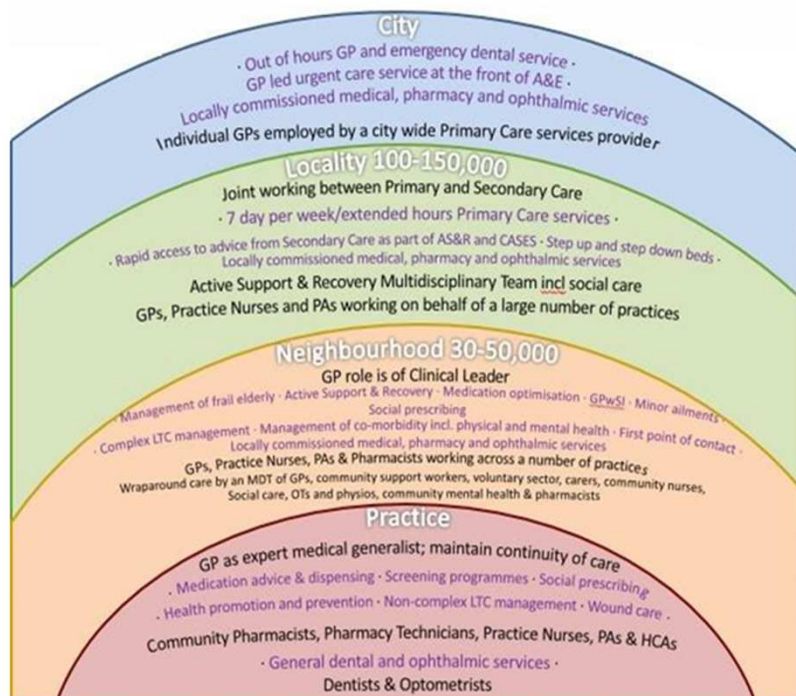 City
· Out of hours GP and emergency dental service ·
GP led urgent care service at the front of A&E ·
Locally commissioned medical, pharmacy and ophthalmic services
Individual GPs employed by a city wide Primary Care services provider
Locality 100-150,000
Joint working between Primary and Secondary Care
· 7 day per week/extended hours Primary Care services ·
· Rapid access to advice from Secondary Care as part of AS&R and CASES · Step up and step down beds ·
Locally commissioned medical, pharmacy and ophthalmic services
Active Support & Recovery Multidisciplinary Team incl social care
GPs, Practice Nurses and PAs working on behalf of a large number of practices
Neighbourhood 30-50,000
GP role is of Clinical Leader
· Management of frail elderly · Active Support & Recovery · Medication optimisation · GPwSI · Minor ailments ·
Social prescribing
· Complex LTC management · Management of co-morbidity incl. physical and mental health · First point of contact ·
Locally commissioned medical, pharmacy and ophthalmic services
GPs, Practice Nurses, PAs & Pharmacists working across a number of practices
Wraparound care by an MDT of GPs, community support workers, voluntary sector, carers, community nurses,
Social care, OTs and physios, community mental health & pharmacists
Practice
GP as expert medical generalist; maintain continuity of care
· Medication advice & dispensing · Screening programmes · Social prescribing
· Health promotion and prevention · Non-complex LTC management · Wound care ·
Community Pharmacists, Pharmacy Technicians, Practice Nurses, PAs & HCAs
· General dental and ophthalmic services ·
Dentists & Optometrists